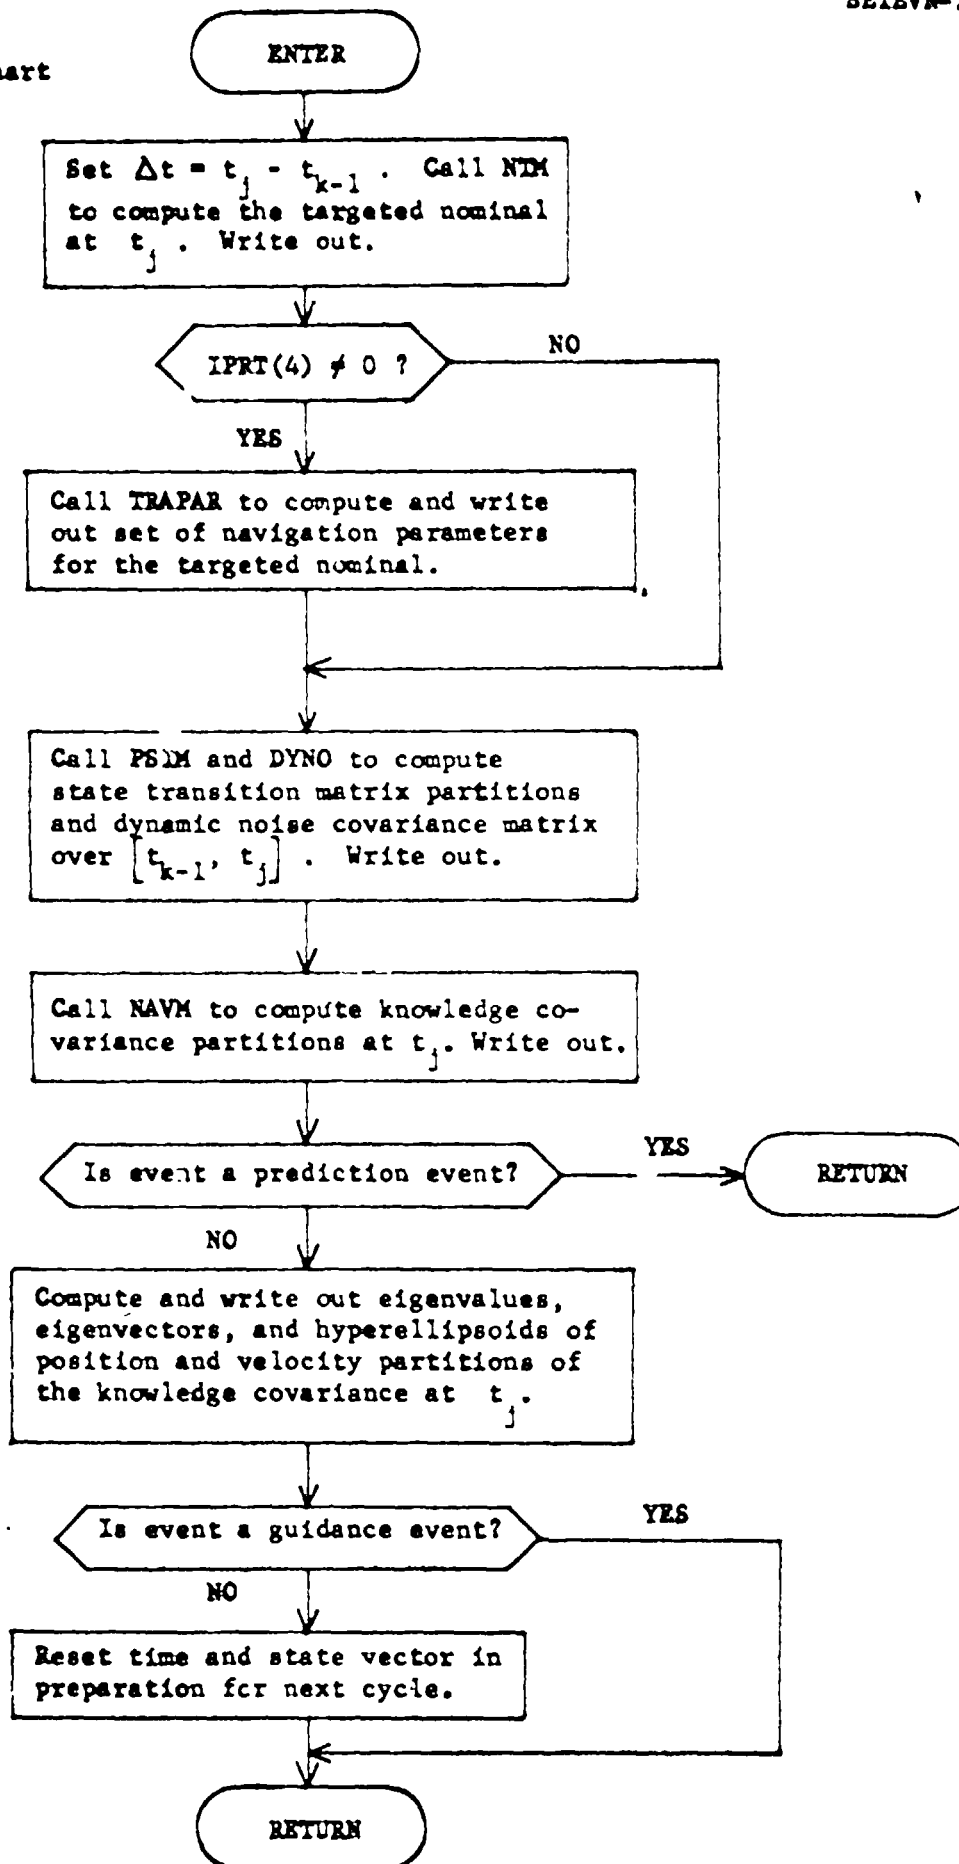 ENTER
Set Δt = t_j - t_{k-1} . Call NTM
to compute the targeted nominal
at t_j . Write out.
IPRT(4) ≠ 0 ?
NO
YES
Call TRAPAR to compute and write
out set of navigation parameters
for the targeted nominal.
Call PSIM and DYNO to compute
state transition matrix partitions
and dynamic noise covariance matrix
over [t_{k-1}, t_j] . Write out.
Call NAVM to compute knowledge co-
variance partitions at t_j. Write out.
Is event a prediction event?
YES
RETURN
NO
Compute and write out eigenvalues,
eigenvectors, and hyperellipsoids of
position and velocity partitions of
the knowledge covariance at t_j.
Is event a guidance event?
YES
NO
Reset time and state vector in
preparation for next cycle.
RETURN